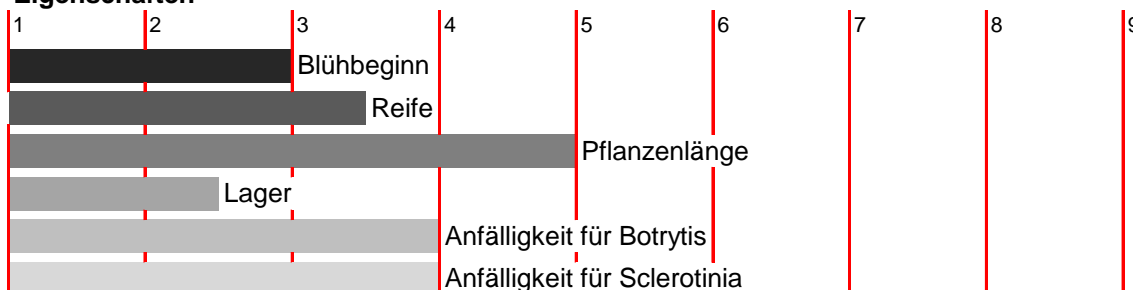 Eigenschaften
1 2 3 4 5 6 7 8 9
Blühbeginn
Reife
Pflanzenlänge
Lager
Anfälligkeit für Botrytis
Anfälligkeit für Sclerotinia